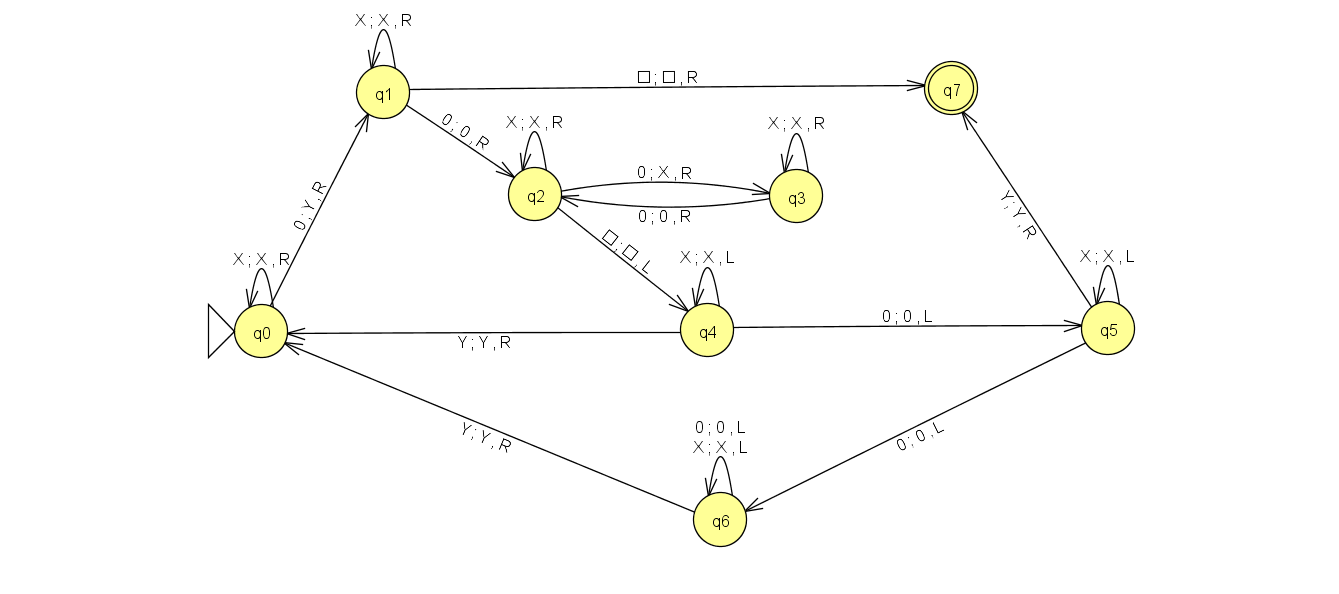 X ; X , R
q1
□ ; □ , R
q7
0 ; 0 , R
X ; X , R
q2
0 ; X , R
0 ; 0 , R
X ; X , R
q3
0 ; Y , R
□ ; □ , L
Y ; Y , R
X ; X , R
q0
X ; X , L
q4
0 ; 0 , L
X ; X , L
q5
Y ; Y , R
Y ; Y , R
0 ; 0 , L
0 ; 0 , L
X ; X , L
q6